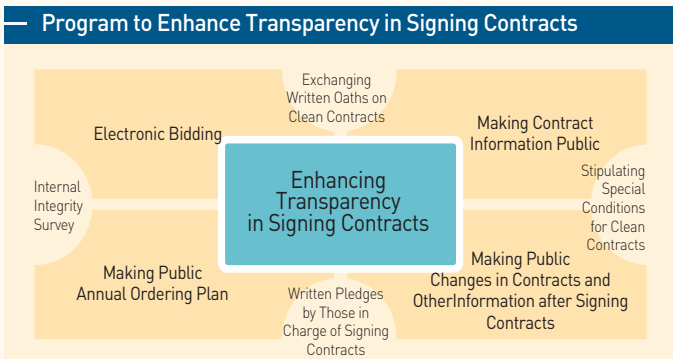 Program to Enhance Transparency in Signing Contracts
Exchanging
Written Oaths on
Clean Contracts
Electronic Bidding
Making Contract
Information Public
Internal
Integrity
Survey
Enhancing
Transparency
in Signing Contracts
Stipulating
Special
Conditions
for Clean
Contracts
Making Public
Annual Ordering Plan
Written Pledges
by Those in
Charge of Signing
Contracts
Making Public
Changes in Contracts and
OtherInformation after Signing
Contracts